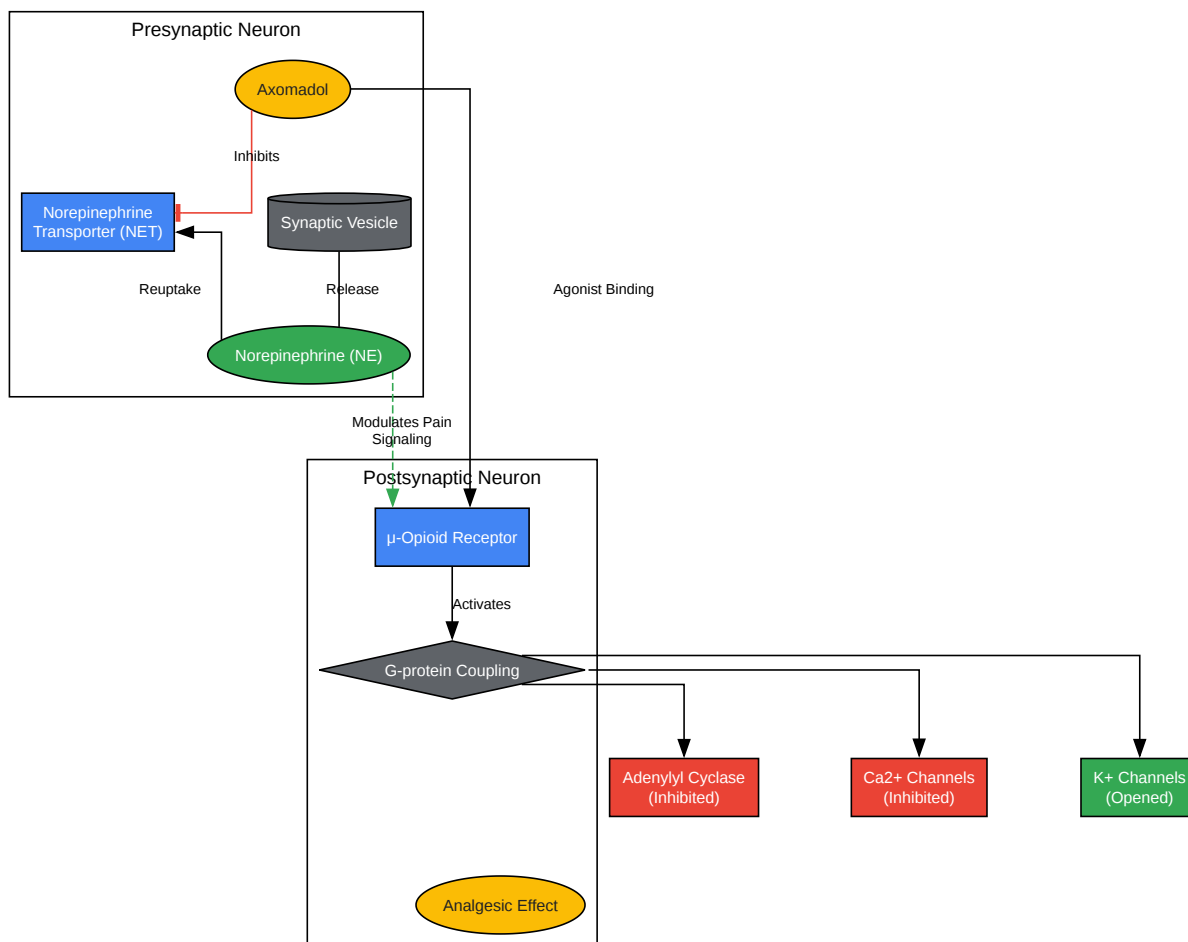 Presynaptic Neuron
Axomadol
Inhibits
Norepinephrine
Transporter (NET)
Synaptic Vesicle
Reuptake
Release
Agonist Binding
Norepinephrine (NE)
Modulates Pain
Signaling
Postsynaptic Neuron
μ-Opioid Receptor
Activates
G-protein Coupling
Adenylyl Cyclase
(Inhibited)
Ca2+ Channels
(Inhibited)
K+ Channels
(Opened)
Analgesic Effect